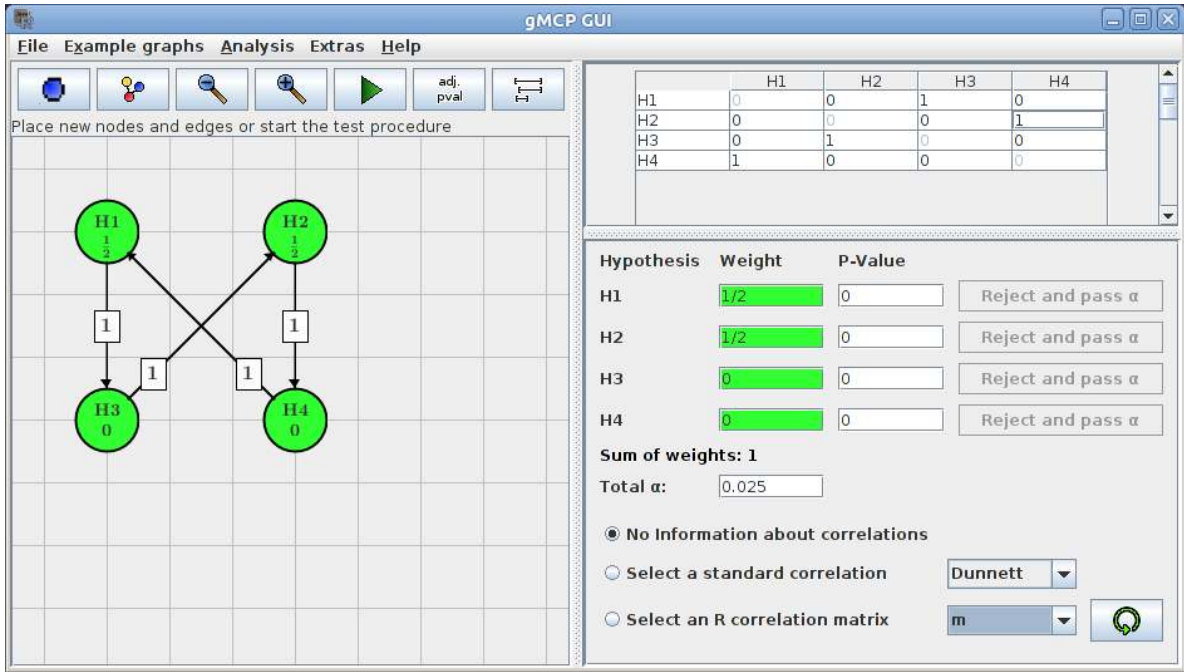 gMCP GUI
File Example graphs Analysis Extras Help
adj.
pval
Place new nodes and edges or start the test procedure
H1 H2
1/2 1/2
1 1
1 1
H3 H4
0 0
H1 H2 H3 H4
H1 0 0 1 0
H2 0 0 0 1
H3 0 1 0 0
H4 1 0 0 0
Hypothesis Weight P-Value
H1 1/2 0 Reject and pass α
H2 1/2 0 Reject and pass α
H3 0 0 Reject and pass α
H4 0 0 Reject and pass α
Sum of weights: 1
Total α: 0.025
No Information about correlations
Select a standard correlation Dunnett
Select an R correlation matrix m